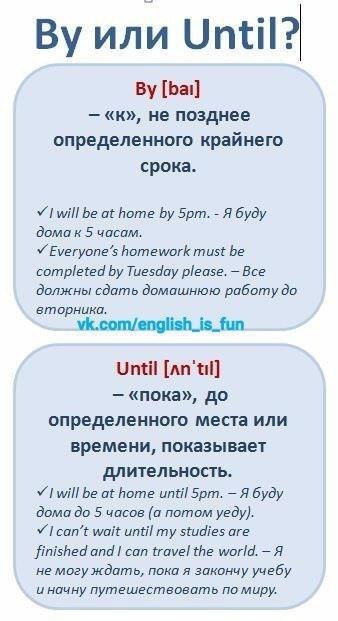 By или Until?
By [baɪ]
– «к», не позднее
определенного крайнего
срока.
✓I will be at home by 5pm. - Я буду
дома к 5 часам.
✓Everyone's homework must be
completed by Tuesday please. – Все
должны сдать домашнюю работу до
вторника.
vk.com/english_is_fun
Until [ʌnˈtɪl]
– «пока», до
определенного места или
времени, показывает
длительность.
✓I will be at home until 5pm. – Я буду
дома до 5 часов (а потом уеду).
✓I can't wait until my studies are
finished and I can travel the world. – Я
не могу ждать, пока я закончу учебу
и начну путешествовать по миру.